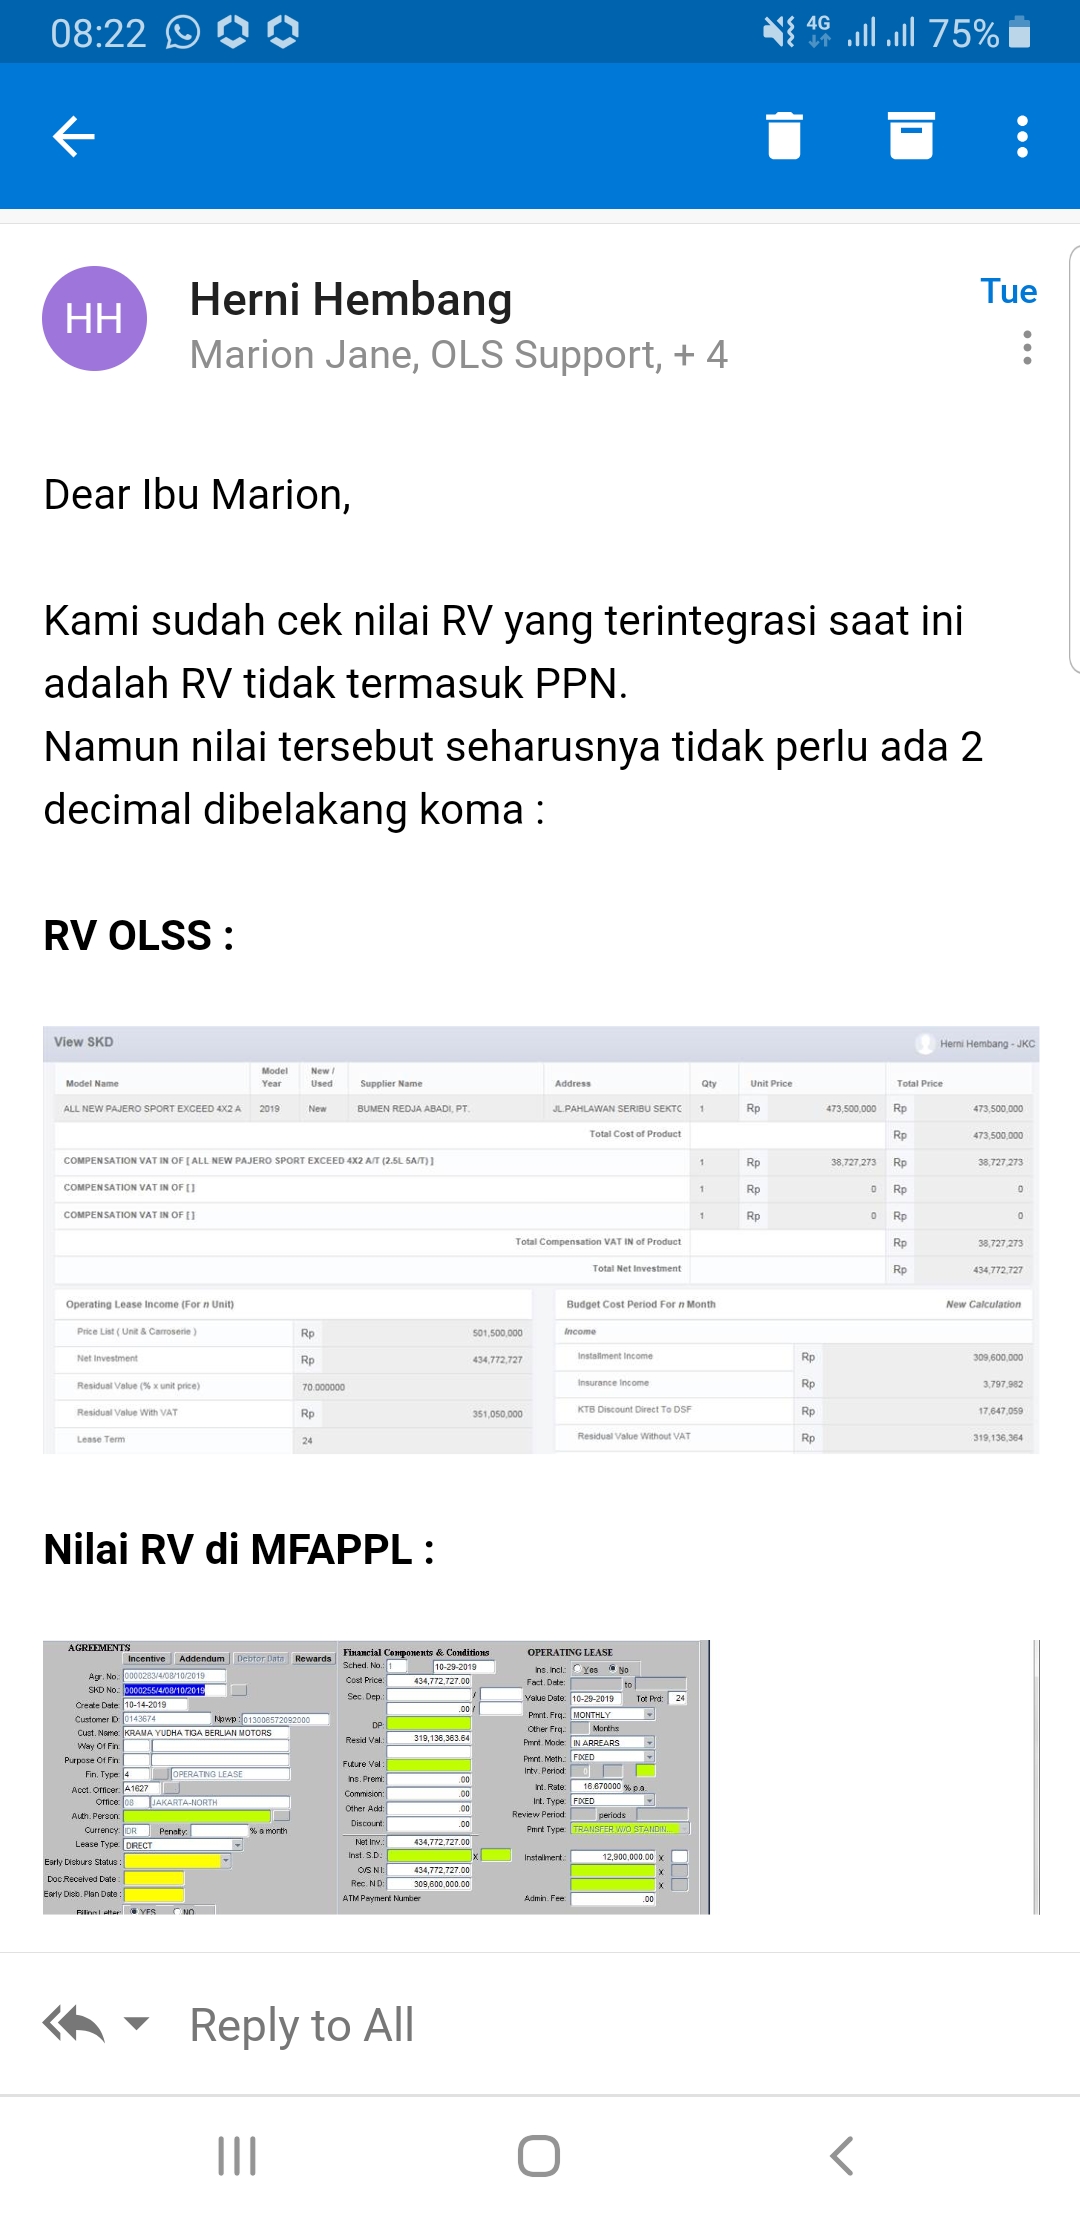 08:22
4G
75%
HH
Herni Hembang
Tue
Marion Jane, OLS Support, + 4
Dear Ibu Marion,
Kami sudah cek nilai RV yang terintegrasi saat ini
adalah RV tidak termasuk PPN.
Namun nilai tersebut seharusnya tidak perlu ada 2
decimal dibelakang koma :
RV OLSS :
View SKD
Herni Hembang - JKC
Model Name Model Year New / Used Supplier Name Address Qty Unit Price Total Price
ALL NEW PAJERO SPORT EXCEED 4X2 A 2019 New BUMEN REDJA ABADI, PT. JL.PAHLAWAN SERIBU SEKTC 1 Rp 473,500,000 Rp 473,500,000
Total Cost of Product Rp 473,500,000
COMPENSATION VAT IN OF [ ALL NEW PAJERO SPORT EXCEED 4X2 A/T (2.5L 5A/T) ] 1 Rp 38,727,273 Rp 38,727,273
COMPENSATION VAT IN OF [ ] 1 Rp 0 Rp 0
COMPENSATION VAT IN OF [ ] 1 Rp 0 Rp 0
Total Compensation VAT IN of Product Rp 38,727,273
Total Net Investment Rp 434,772,727
Operating Lease Income (For n Unit)
Price List ( Unit & Carroserie ) Rp 501,500,000
Net Investment Rp 434,772,727
Residual Value (% x unit price) 70.000000
Residual Value With VAT Rp 351,050,000
Lease Term 24
Budget Cost Period For n Month New Calculation
Income
Installment Income Rp 309,600,000
Insurance Income Rp 3,797,982
KTB Discount Direct To DSF Rp 17,647,059
Residual Value Without VAT Rp 319,136,364
Nilai RV di MFAPPL :
AGREEMENTS
Incentive Addendum Debtor Data Rewards
Agr. No.: 0000283/4/08/10/2019
SKD No.: 0000255/4/08/10/2019
Create Date: 10-14-2019
Customer ID: 0143674 Npwp : 013006572092000
Cust. Name: KRAMA YUDHA TIGA BERLIAN MOTORS
Way Of Fin:
Purpose Of Fin:
Fin. Type: 4 OPERATING LEASE
Acct. Officer: A1627
Office: 08 JAKARTA-NORTH
Auth. Person:
Currency: IDR Penalty: % a month
Lease Type: DIRECT
Early Disburs Status :
Doc.Received Date :
Early Disb. Plan Date :
Billing Letter: YES NO
Financial Components & Conditions
Sched. No.: 1 10-29-2019
Cost Price: 434,772,727.00
Sec. Dep.: /
.00 /
DP:
Resid Val.: 319,136,363.64
Future Val :
Ins. Premi: .00
Commision: .00
Other Add: .00
Discount: .00
Net Inv.: 434,772,727.00
Inst. S.D.: x
O/S N I: 434,772,727.00
Rec. N D: 309,600,000.00
ATM Payment Number
OPERATING LEASE
Ins. Incl.: Yes No
Fact. Date: to
Value Date: 10-29-2019 Tot Prd: 24
Pmnt. Frq.: MONTHLY
Other Frq.: Months
Pmnt. Mode: IN ARREARS
Pmnt. Meth.: FIXED
Intv. Period: 0
Int. Rate: 16.670000 % p.a.
Int. Type: FIXED
Review Period: periods
Pmnt Type: TRANSFER W/O STANDIN...
Installment.: 12,900,000.00 x
x
x
Admin. Fee: .00
Reply to All